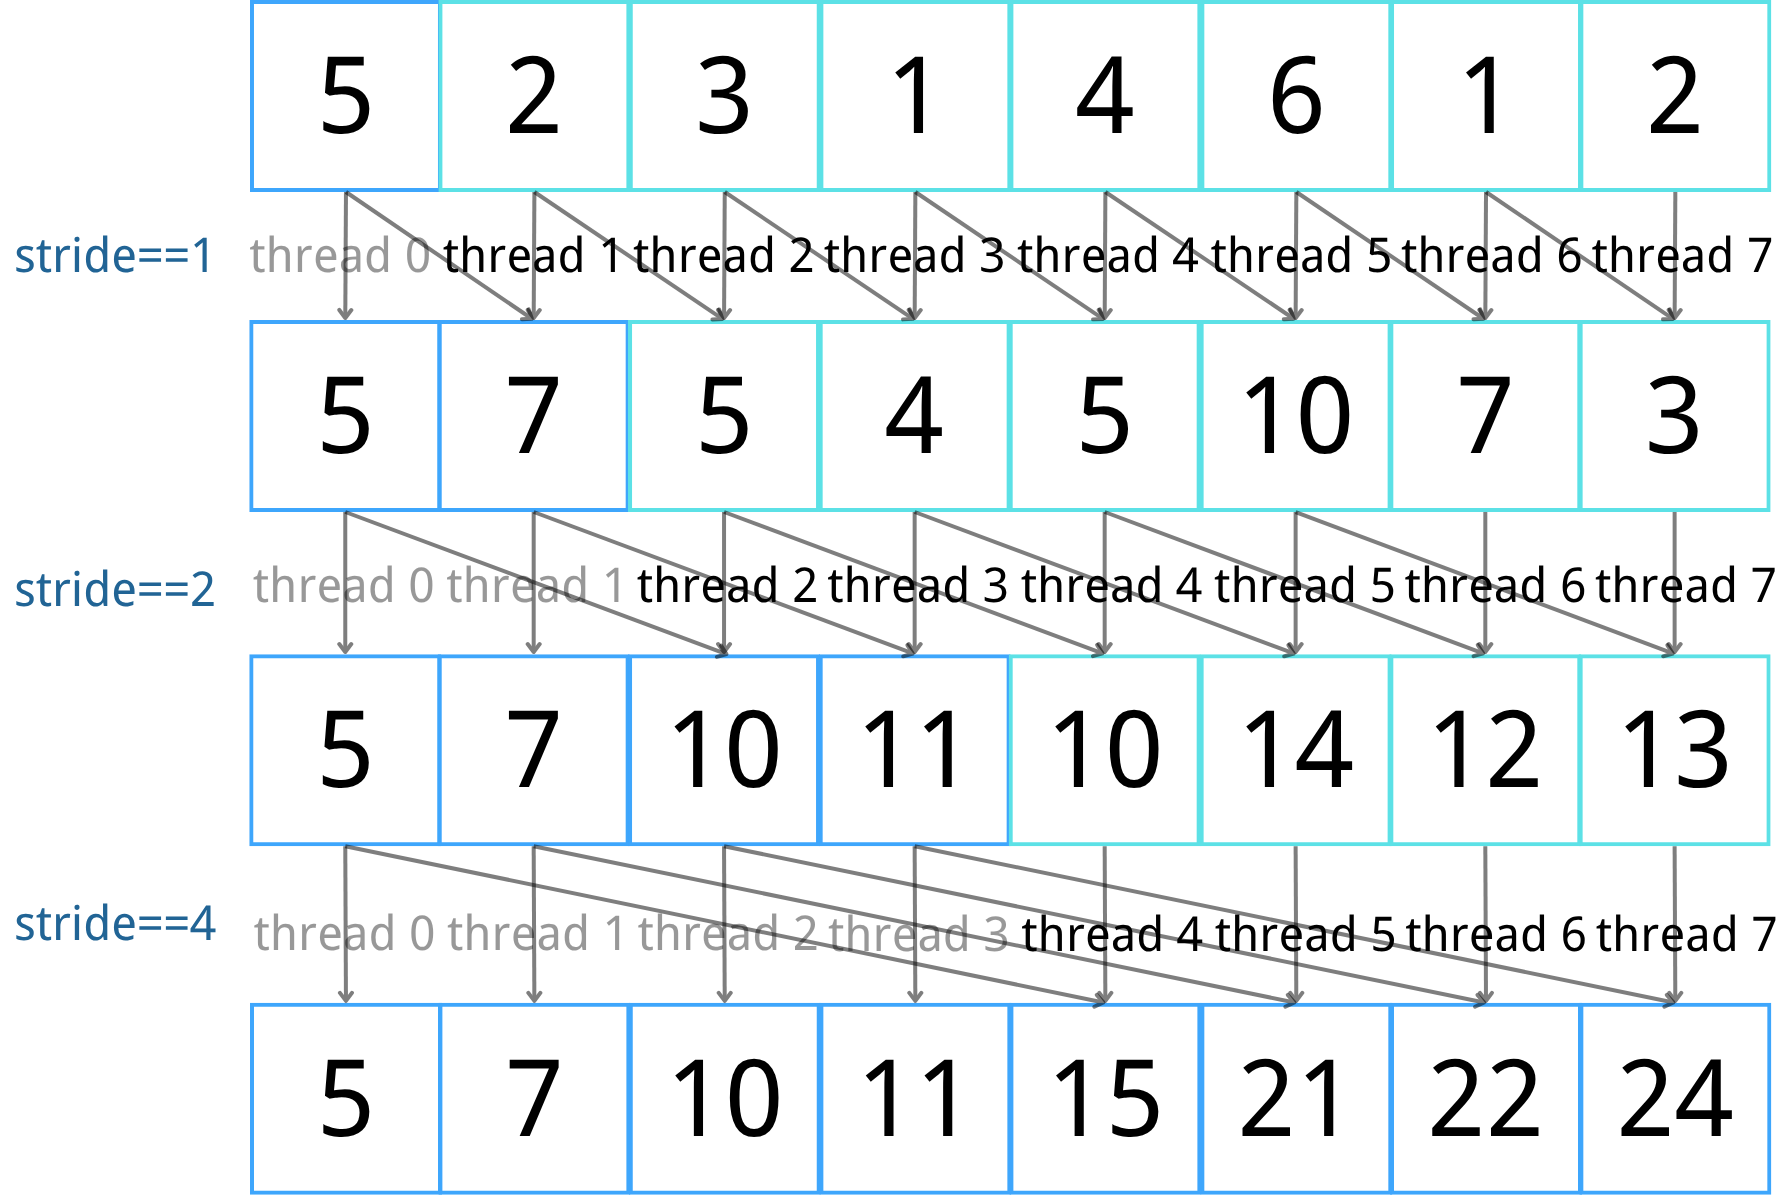 5 2 3 1 4 6 1 2
stride==1 thread 0 thread 1 thread 2 thread 3 thread 4 thread 5 thread 6 thread 7
5 7 5 4 5 10 7 3
stride==2 thread 0 thread 1 thread 2 thread 3 thread 4 thread 5 thread 6 thread 7
5 7 10 11 10 14 12 13
stride==4 thread 0 thread 1 thread 2 thread 3 thread 4 thread 5 thread 6 thread 7
5 7 10 11 15 21 22 24